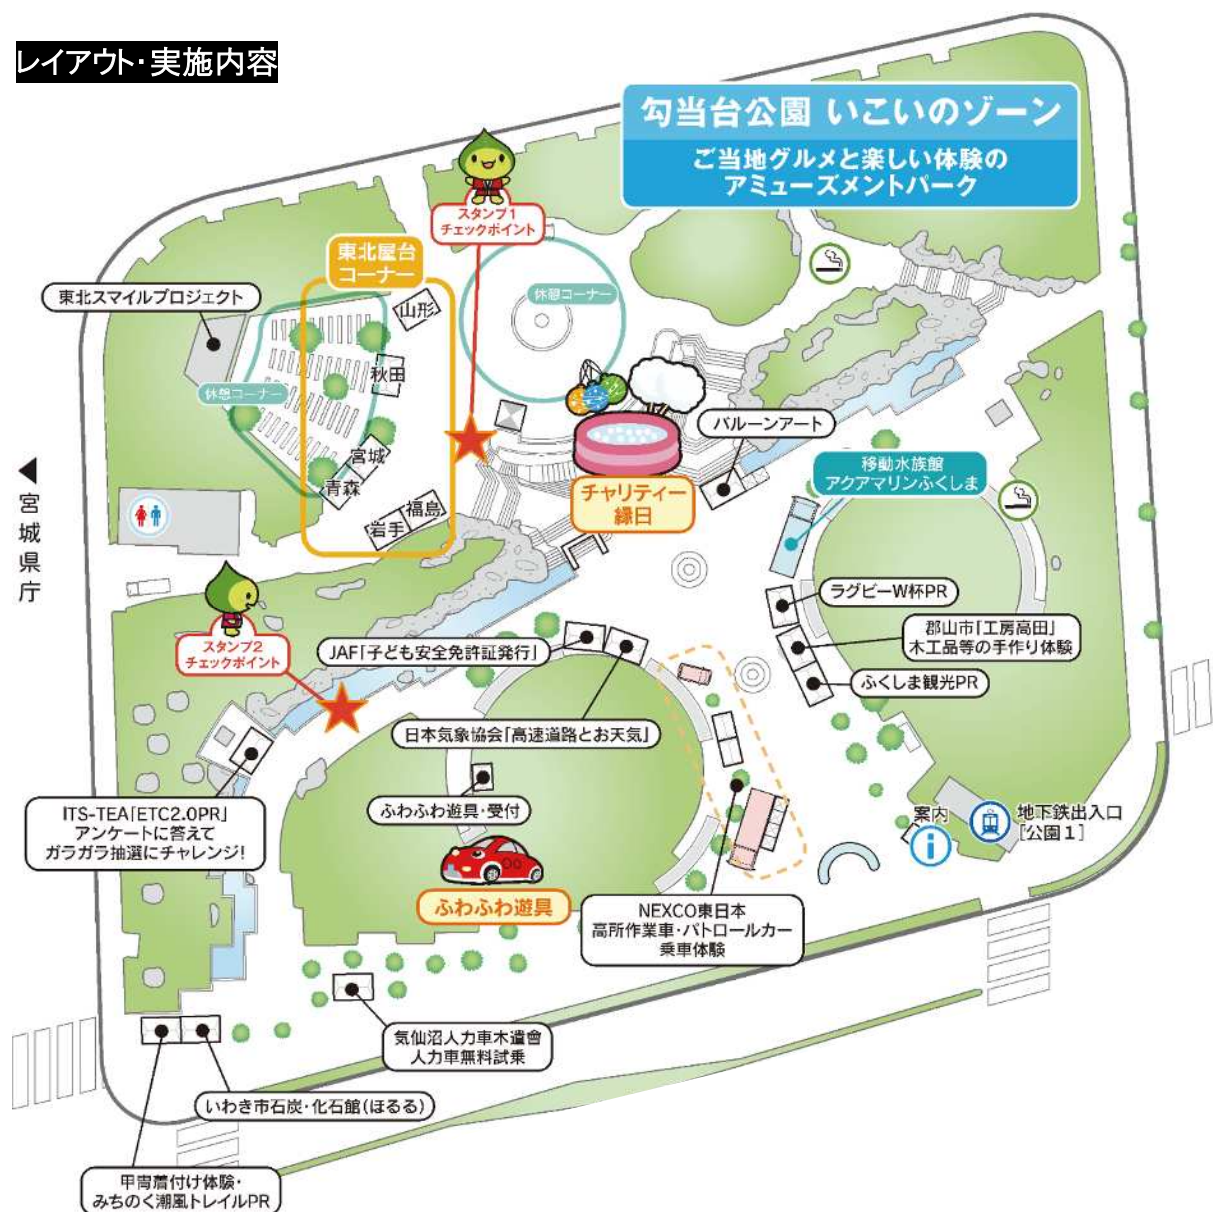 レイアウト・実施内容
勾当台公園 いこいのゾーン
ご当地グルメと楽しい体験の
アミューズメントパーク
スタンプ1
チェックポイント
東北屋台
コーナー
東北スマイルプロジェクト
山形
休憩コーナー
秋田
休憩コーナー
宮城
青森
福島
岩手
バルーンアート
チャリティー
縁日
移動水族館
アクアマリンふくしま
宮城県庁
スタンプ2
チェックポイント
ラグビーW杯PR
郡山市「工房高田」
木工品等の手作り体験
ふくしま観光PR
JAF「子ども安全免許証発行」
日本気象協会「高速道路とお天気」
ITS-TEA「ETC2.0PR」
アンケートに答えて
ガラガラ抽選にチャレンジ!
ふわふわ遊具・受付
ふわふわ遊具
案内
地下鉄出入口
[公園1]
NEXCO東日本
高所作業車・パトロールカー
乗車体験
気仙沼人力車木遣會
人力車無料試乗
いわき市石炭・化石館(ほるる)
甲冑着付け体験・
みちのく潮風トレイルPR